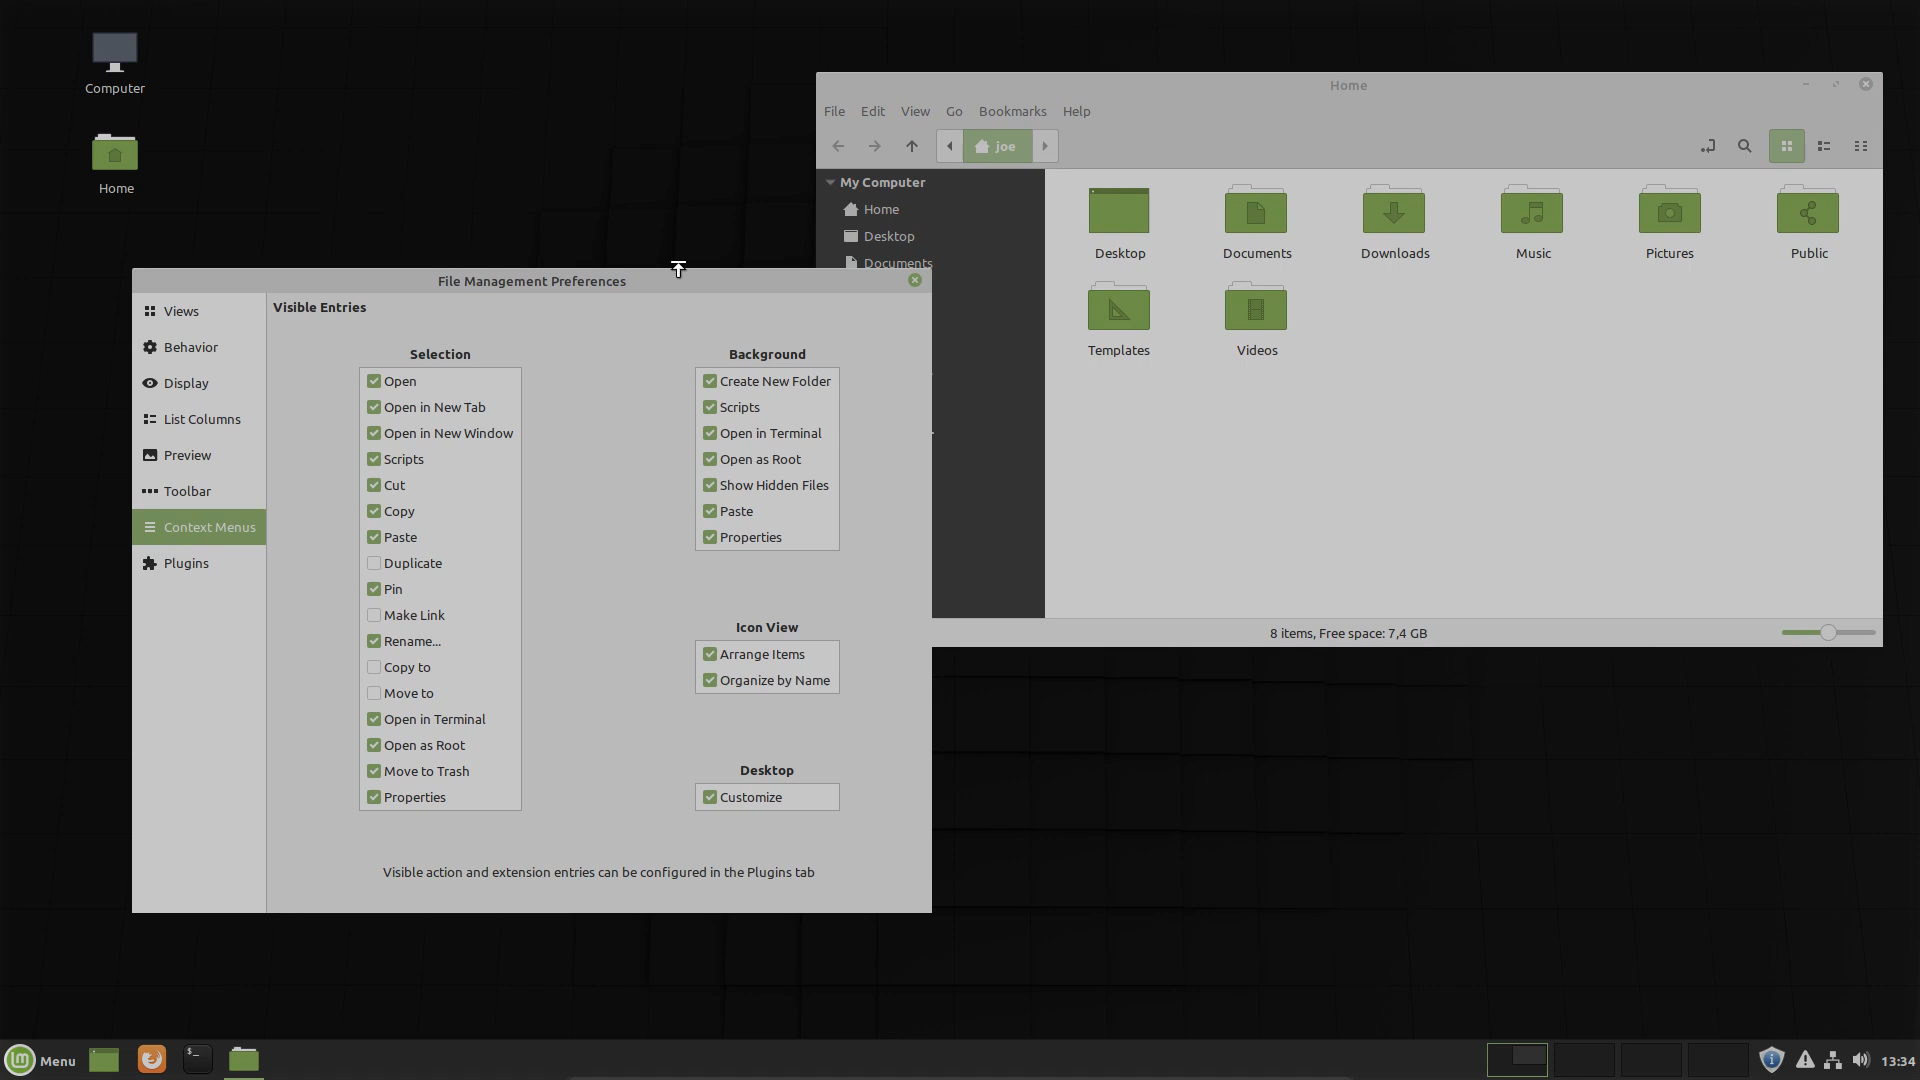 Computer
Home
Home
File Edit View Go Bookmarks Help
joe
My Computer
Home
Desktop
Documents
Desktop
Documents
Downloads
Music
Pictures
Public
Templates
Videos
8 items, Free space: 7,4 GB
File Management Preferences
Views
Behavior
Display
List Columns
Preview
Toolbar
Context Menus
Plugins
Visible Entries
Selection
Open
Open in New Tab
Open in New Window
Scripts
Cut
Copy
Paste
Duplicate
Pin
Make Link
Rename...
Copy to
Move to
Open in Terminal
Open as Root
Move to Trash
Properties
Background
Create New Folder
Scripts
Open in Terminal
Open as Root
Show Hidden Files
Paste
Properties
Icon View
Arrange Items
Organize by Name
Desktop
Customize
Visible action and extension entries can be configured in the Plugins tab
Menu
$_
13:34